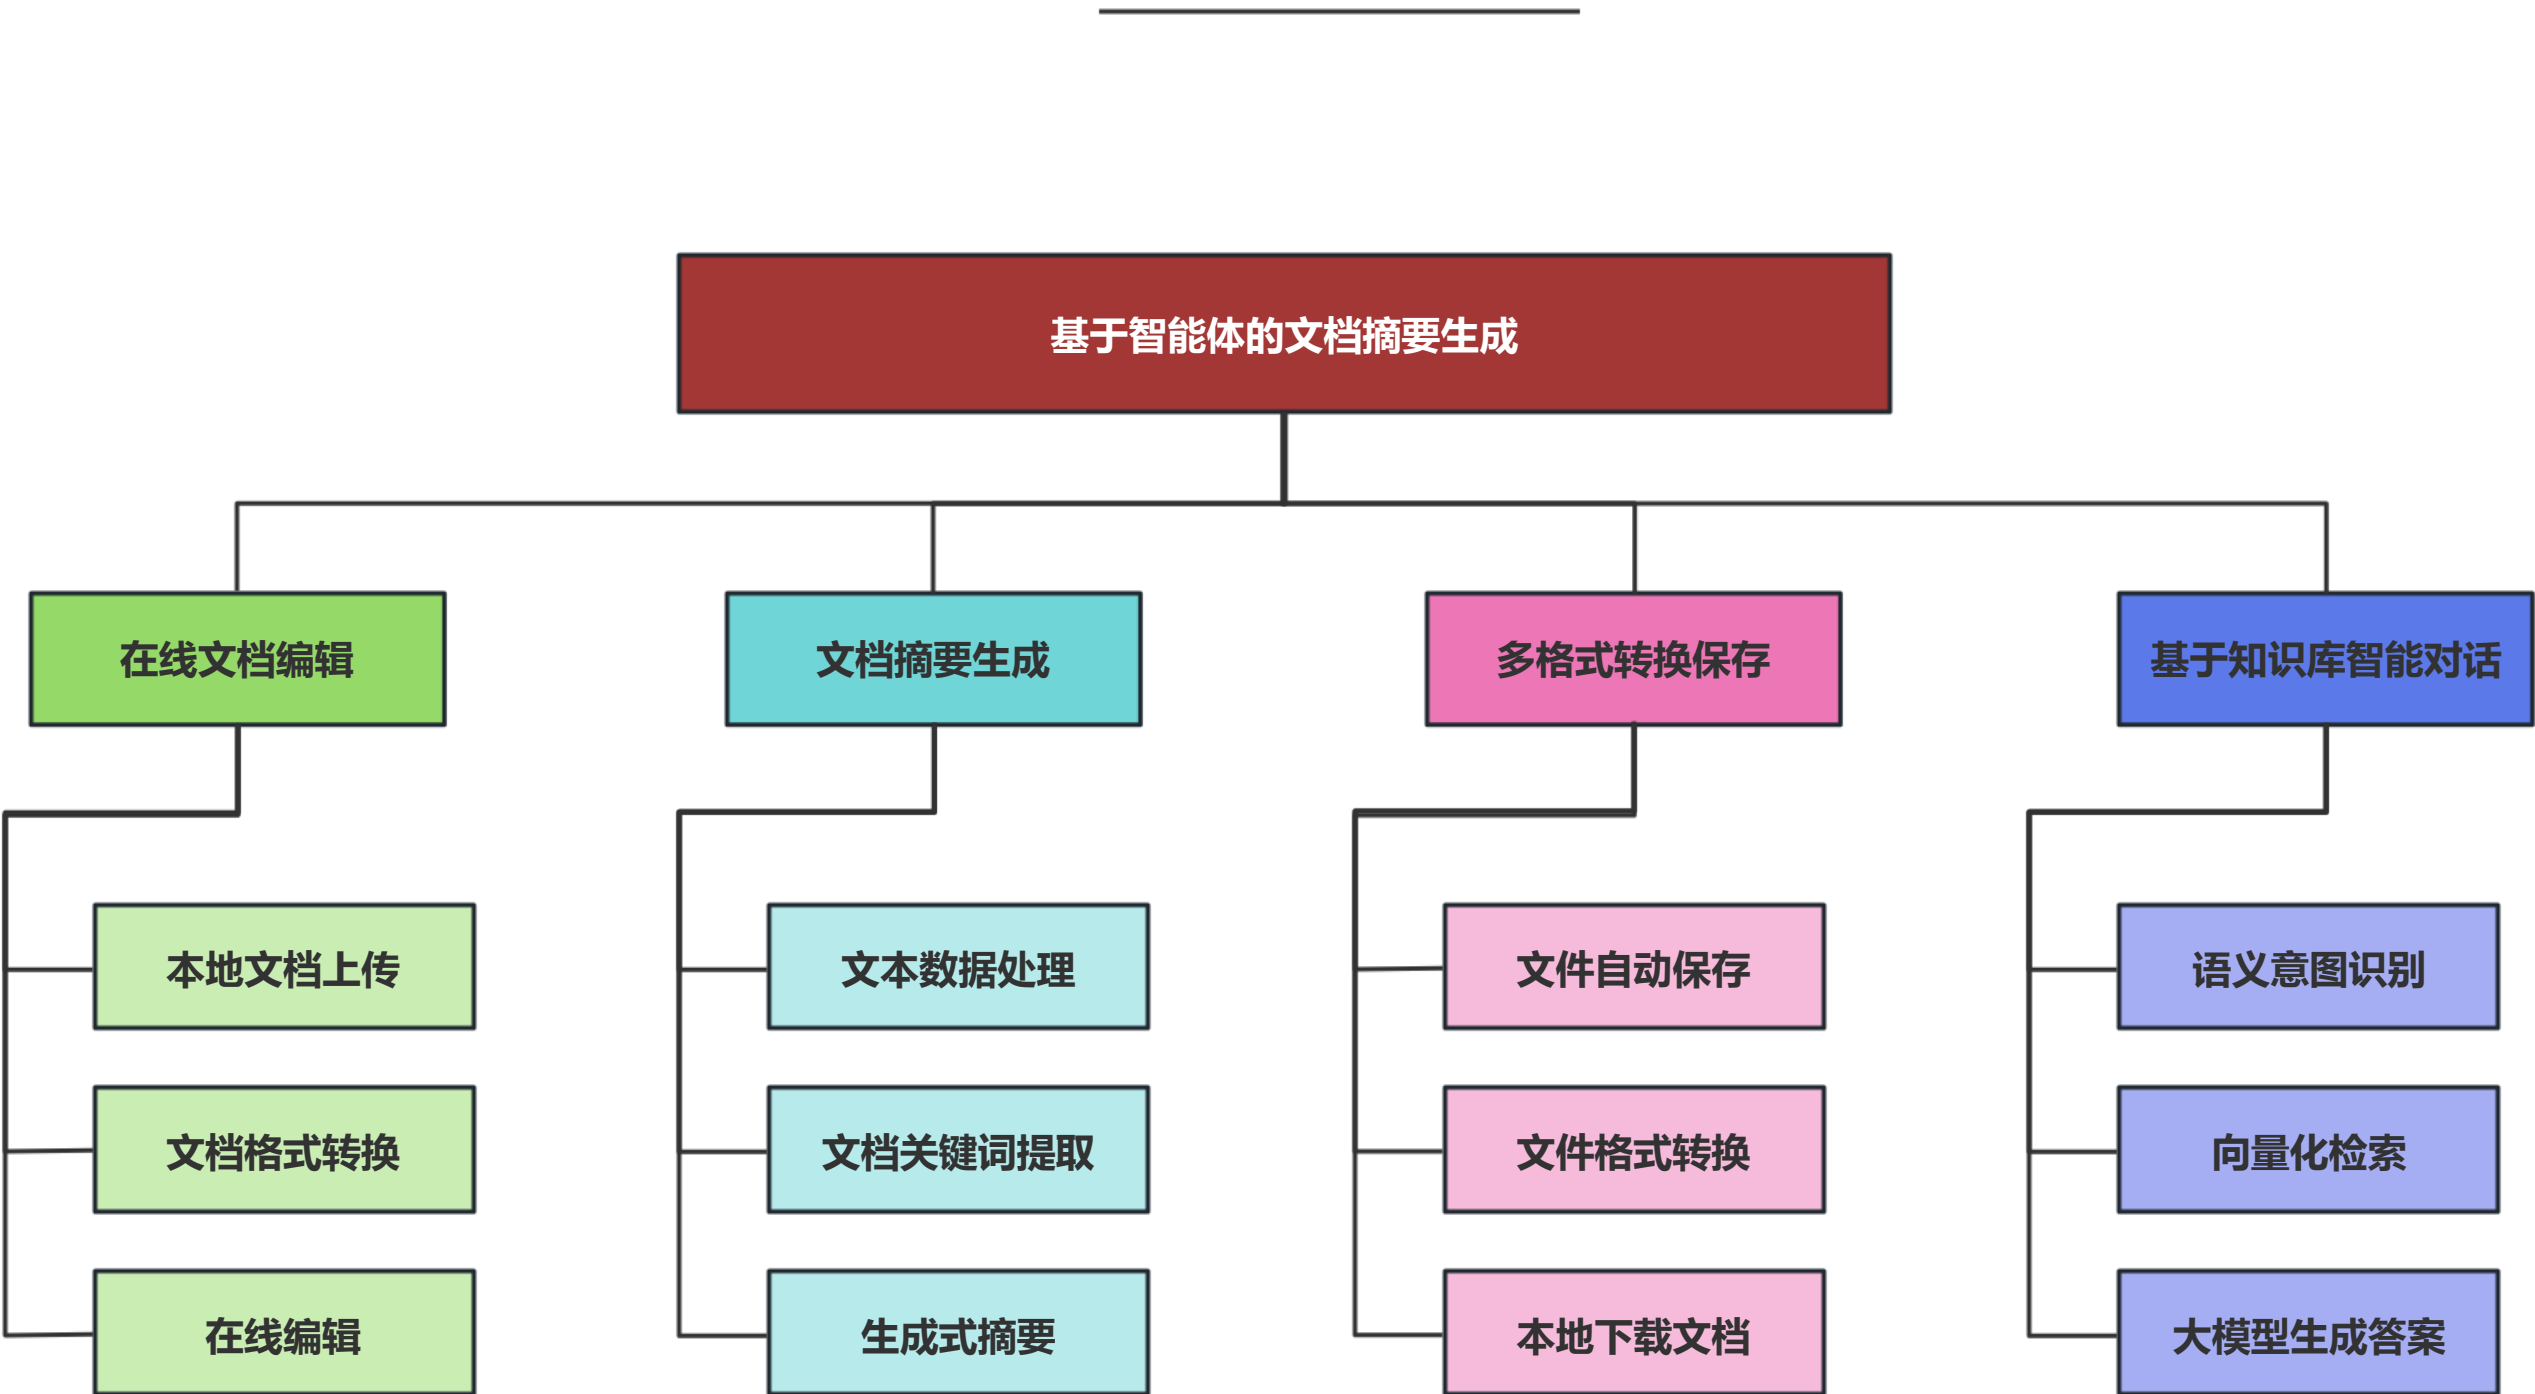 基于智能体的文档摘要生成
在线文档编辑
文档摘要生成
多格式转换保存
基于知识库智能对话
本地文档上传
文本数据处理
文件自动保存
语义意图识别
文档格式转换
文档关键词提取
文件格式转换
向量化检索
在线编辑
生成式摘要
本地下载文档
大模型生成答案